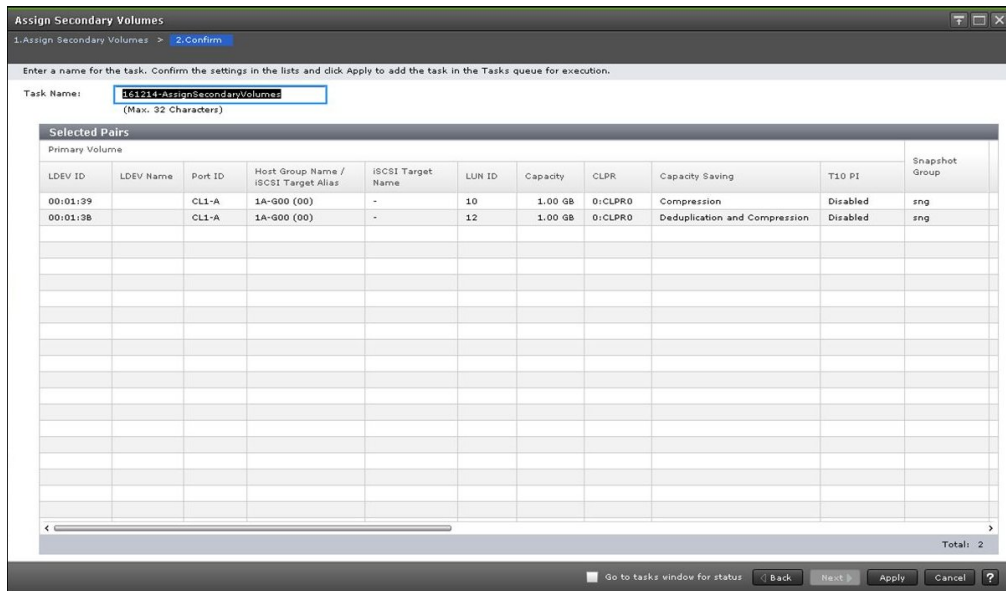 Assign Secondary Volumes
1.Assign Secondary Volumes > 2.Confirm
Enter a name for the task. Confirm the settings in the lists and click Apply to add the task in the Tasks queue for execution.
Task Name: 161214-AssignSecondaryVolumes
(Max. 32 Characters)
Selected Pairs
Primary Volume
LDEV ID LDEV Name Port ID Host Group Name / iSCSI Target Alias iSCSI Target Name LUN ID Capacity CLPR Capacity Saving T10 PI Snapshot Group
00:01:39 CL1-A 1A-G00 (00) - 10 1.00 GB 0:CLPR0 Compression Disabled sng
00:01:3B CL1-A 1A-G00 (00) - 12 1.00 GB 0:CLPR0 Deduplication and Compression Disabled sng
Total: 2
Go to tasks window for status Back Next Apply Cancel ?